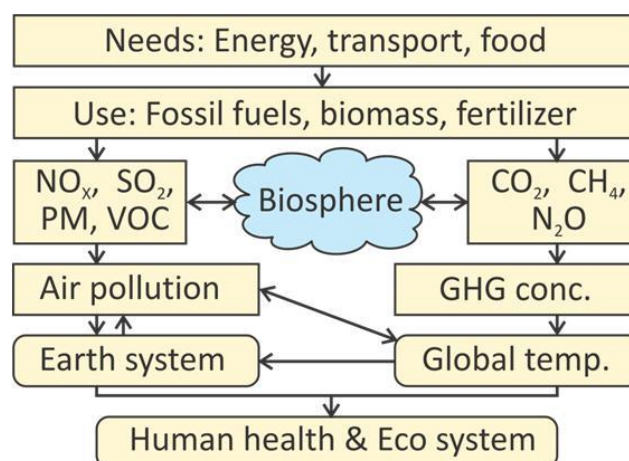 Needs: Energy, transport, food
Use: Fossil fuels, biomass, fertilizer
NOₓ, SO₂,
PM, VOC
Biosphere
CO₂, CH₄,
N₂O
Air pollution
GHG conc.
Earth system
Global temp.
Human health & Eco system